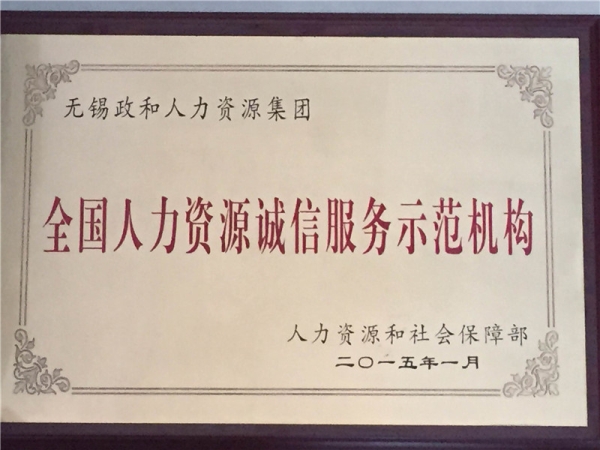 无锡政和人力资源集团
全国人力资源诚信服务示范机构
人力资源和社会保障部
二〇一五年一月